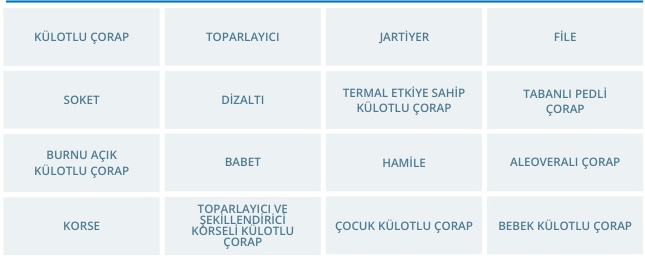 KÜLOTLU ÇORAP
TOPARLAYICI
JARTİYER
FİLE
SOKET
DİZALTI
TERMAL ETKİYE SAHİP
KÜLOTLU ÇORAP
TABANLI PEDLİ
ÇORAP
BURNU AÇIK
KÜLOTLU ÇORAP
BABET
HAMİLE
ALEOVERALI ÇORAP
KORSE
TOPARLAYICI VE
ŞEKİLLENDİRİCİ
KORSELİ KÜLOTLU
ÇORAP
ÇOCUK KÜLOTLU ÇORAP
BEBEK KÜLOTLU ÇORAP